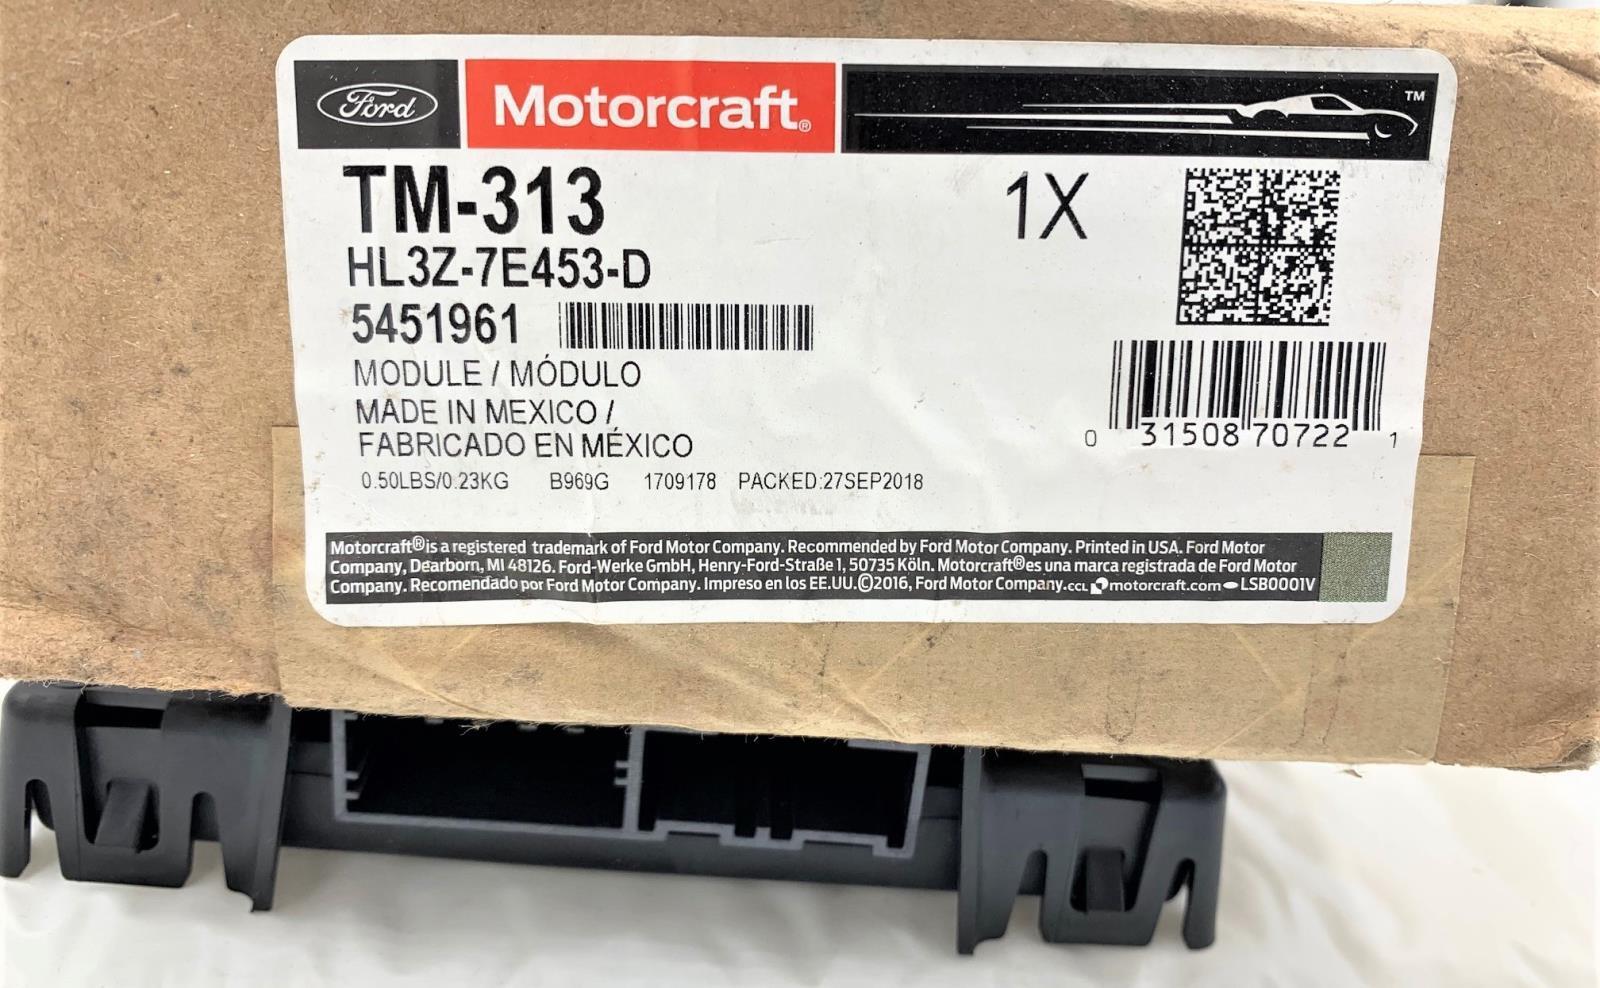 Ford Motorcraft® TM
TM-313 1X
HL3Z-7E453-D
5451961
MODULE / MÓDULO
MADE IN MEXICO /
FABRICADO EN MÉXICO
0 31508 70722 1
0.50LBS/0.23KG B969G 1709178 PACKED:27SEP2018
Motorcraft® is a registered trademark of Ford Motor Company. Recommended by Ford Motor Company. Printed in USA. Ford Motor
Company, Dearborn, MI 48126. Ford-Werke GmbH, Henry-Ford-Straße 1, 50735 Köln. Motorcraft® es una marca registrada de Ford Motor
Company. Recomendado por Ford Motor Company. Impreso en los EE.UU.©2016, Ford Motor Company. CCL motorcraft.com LSB0001V